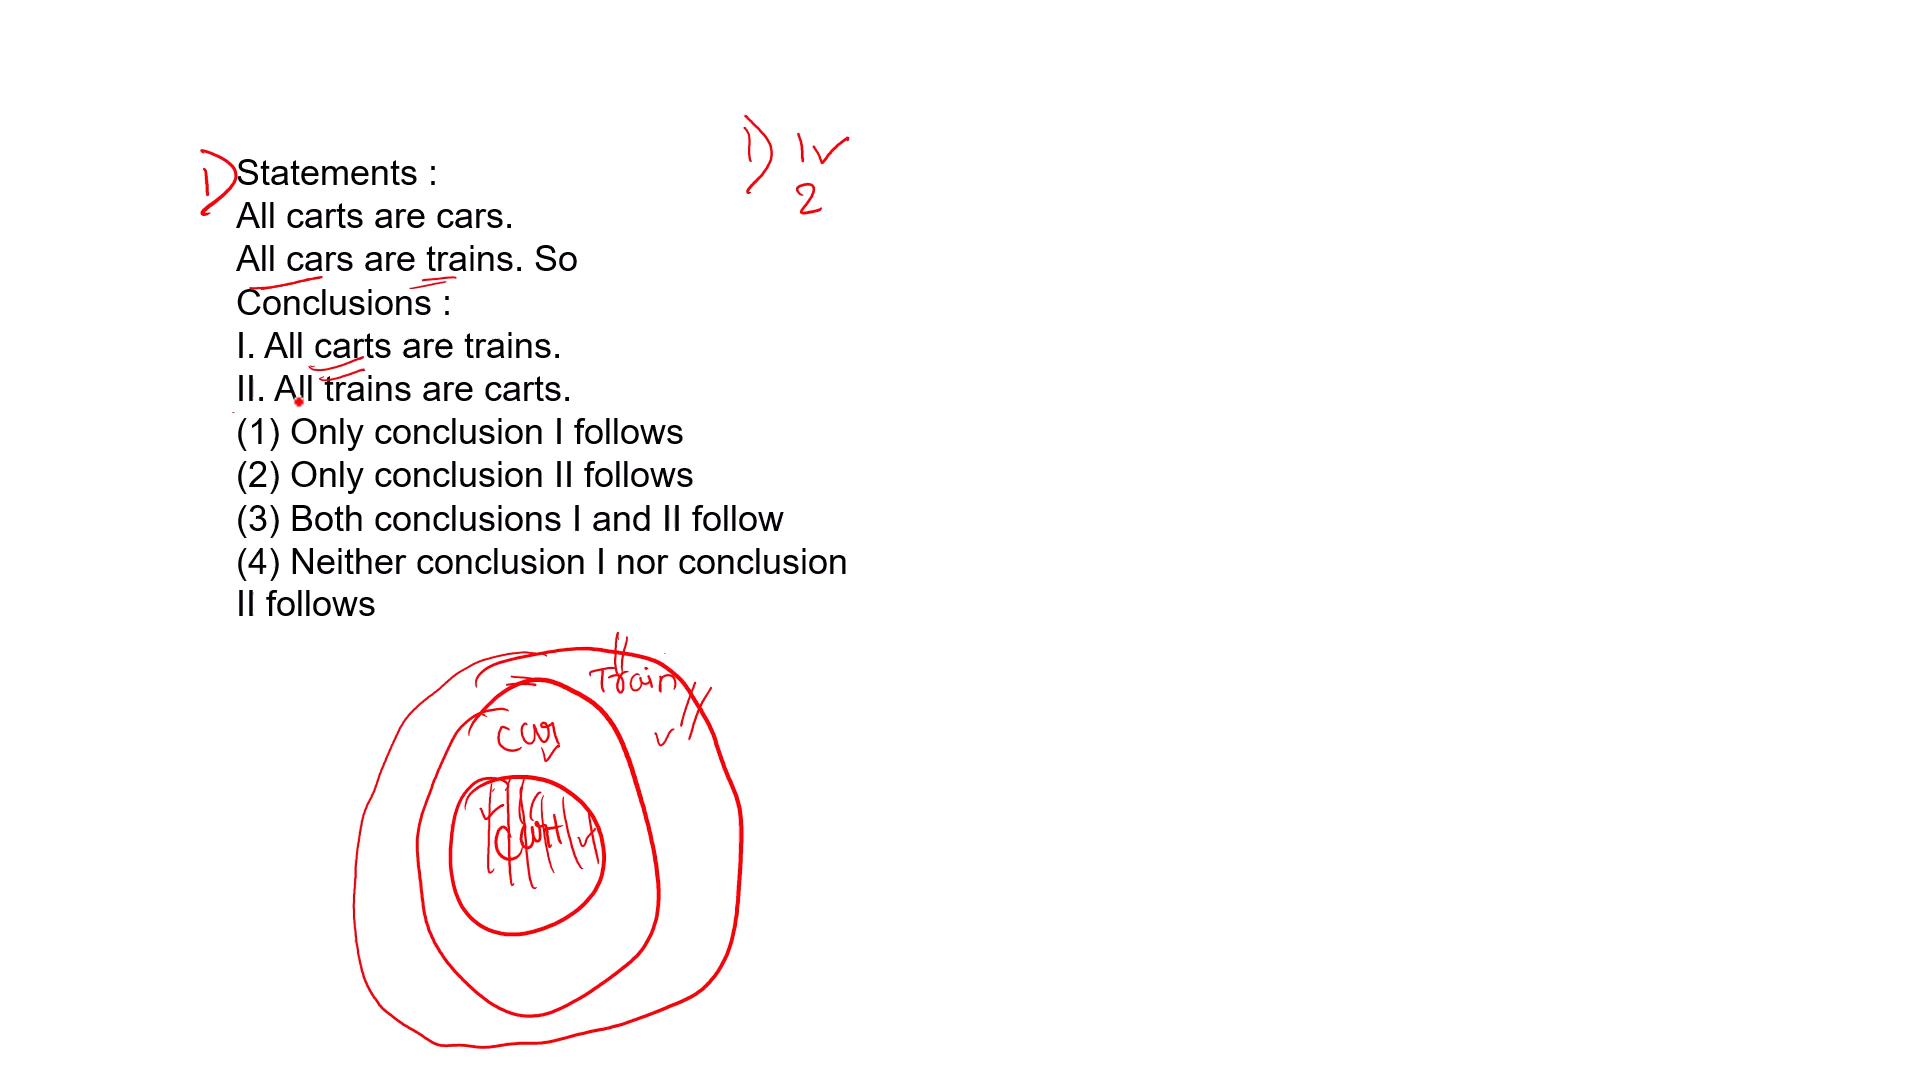 1) Statements :
All carts are cars.
All cars are trains. So
Conclusions :
I. All carts are trains.
II. All trains are carts.
(1) Only conclusion I follows
(2) Only conclusion II follows
(3) Both conclusions I and II follow
(4) Neither conclusion I nor conclusion
II follows
1) 1✓
2
Train
car
cart